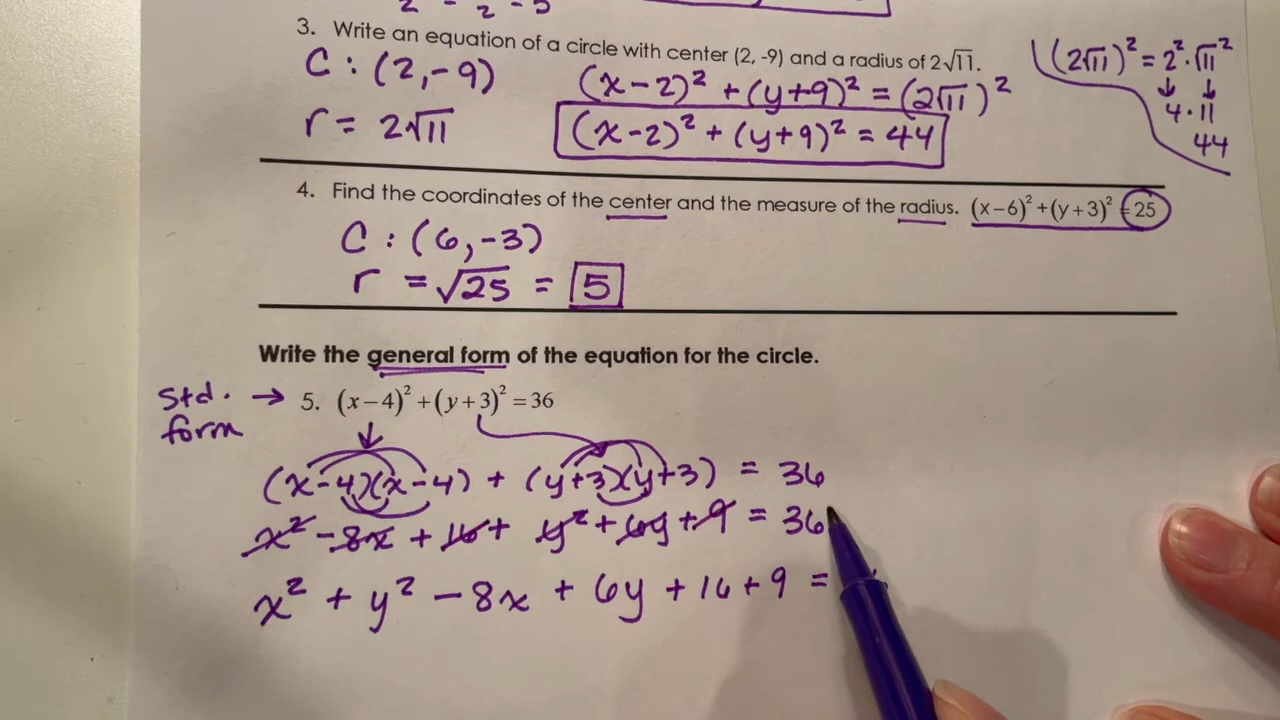 3. Write an equation of a circle with center (2, -9) and a radius of 2√11.
C : (2, -9)
r = 2√11
(x-2)² + (y+9)² = (2√11)²
(x-2)² + (y+9)² = 44
(2√11)² = 2² · √11²
4 · 11
44
4. Find the coordinates of the center and the measure of the radius. (x-6)² + (y+3)² = 25
C : (6, -3)
r = √25 = 5
Write the general form of the equation for the circle.
Std. form → 5. (x-4)² + (y+3)² = 36
(x-4)(x-4) + (y+3)(y+3) = 36
x² - 8x + 16 + y² + 6y + 9 = 36
x² + y² - 8x + 6y + 16 + 9 =